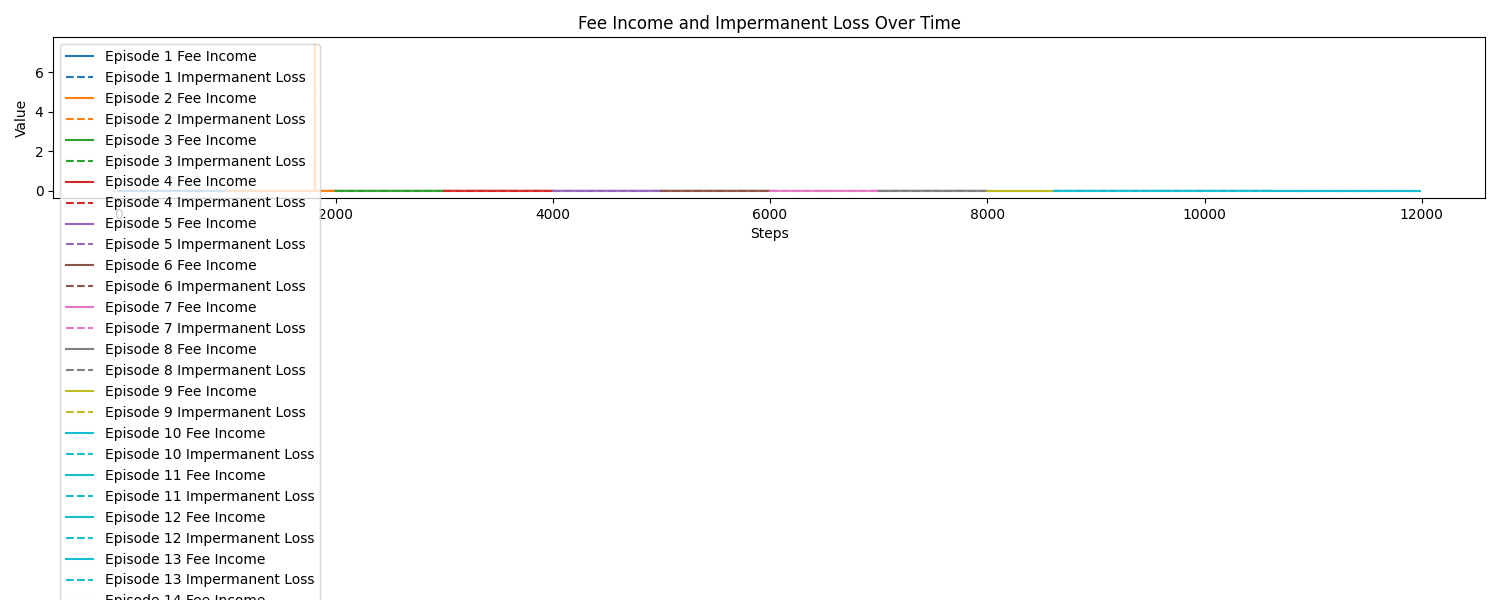 Fee Income and Impermanent Loss Over Time
Value
6
4
2
0
0
2000
4000
6000
8000
10000
12000
Steps
Episode 1 Fee Income
Episode 1 Impermanent Loss
Episode 2 Fee Income
Episode 2 Impermanent Loss
Episode 3 Fee Income
Episode 3 Impermanent Loss
Episode 4 Fee Income
Episode 4 Impermanent Loss
Episode 5 Fee Income
Episode 5 Impermanent Loss
Episode 6 Fee Income
Episode 6 Impermanent Loss
Episode 7 Fee Income
Episode 7 Impermanent Loss
Episode 8 Fee Income
Episode 8 Impermanent Loss
Episode 9 Fee Income
Episode 9 Impermanent Loss
Episode 10 Fee Income
Episode 10 Impermanent Loss
Episode 11 Fee Income
Episode 11 Impermanent Loss
Episode 12 Fee Income
Episode 12 Impermanent Loss
Episode 13 Fee Income
Episode 13 Impermanent Loss
Episode 14 Fee Income